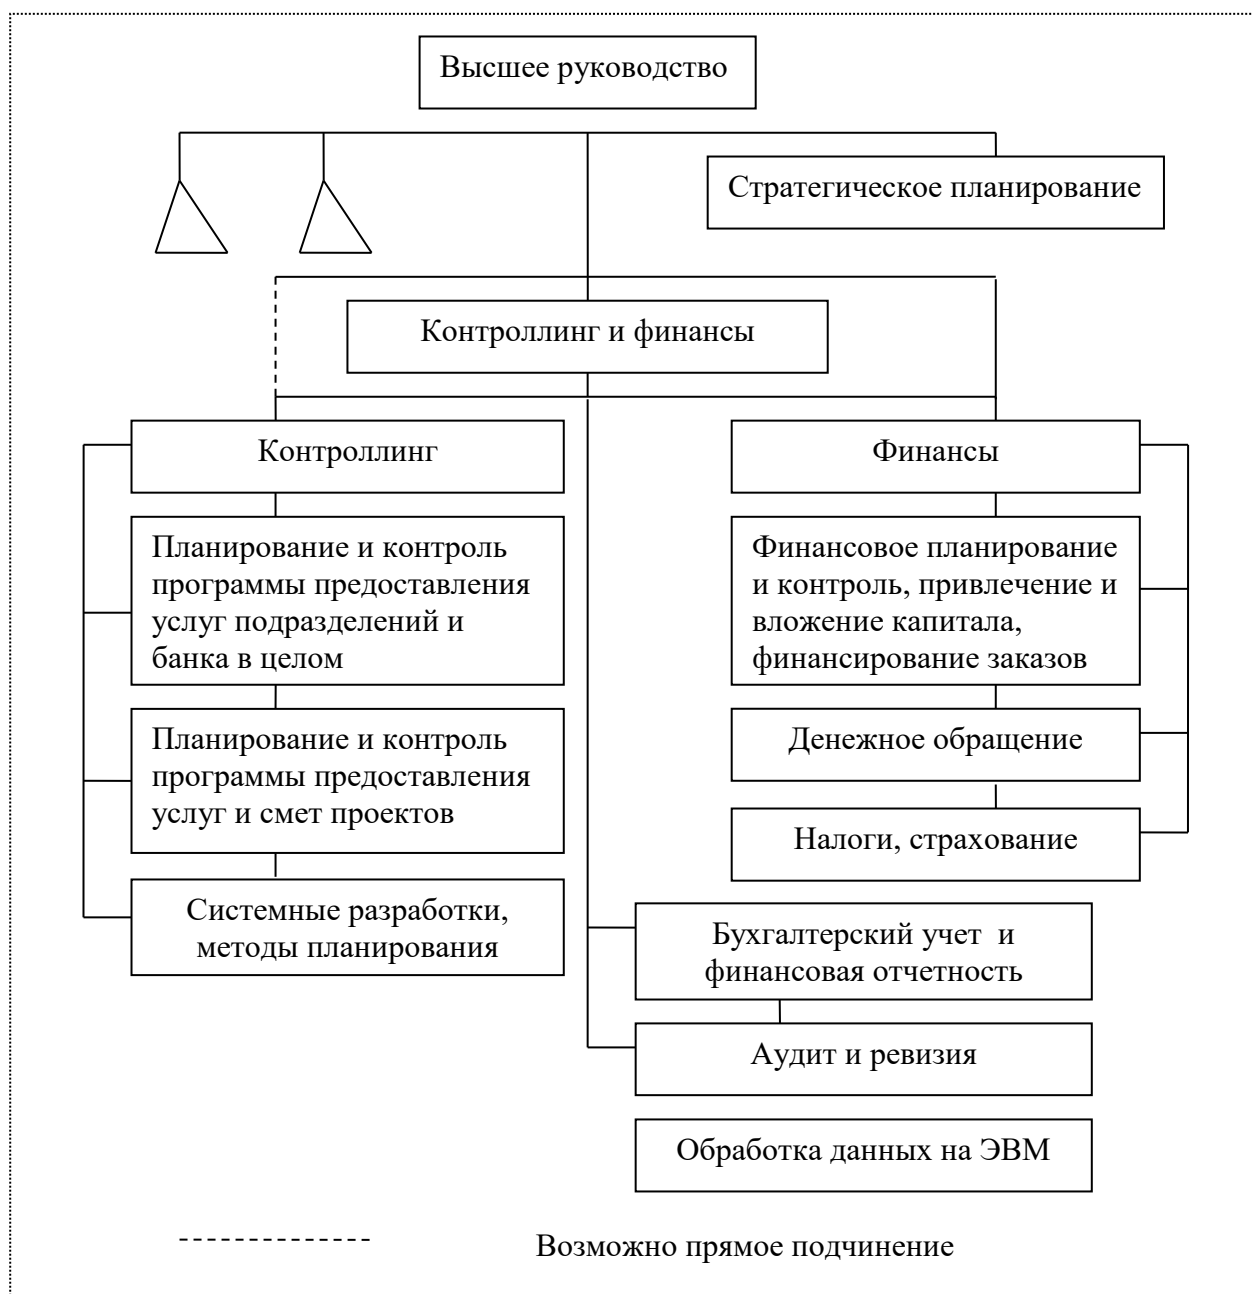 Высшее руководство
Стратегическое планирование
Контроллинг и финансы
Контроллинг
Финансы
Планирование и контроль
программы предоставления
услуг подразделений и
банка в целом
Финансовое планирование
и контроль, привлечение и
вложение капитала,
финансирование заказов
Планирование и контроль
программы предоставления
услуг и смет проектов
Денежное обращение
Налоги, страхование
Системные разработки,
методы планирования
Бухгалтерский учет и
финансовая отчетность
Аудит и ревизия
Обработка данных на ЭВМ
Возможно прямое подчинение